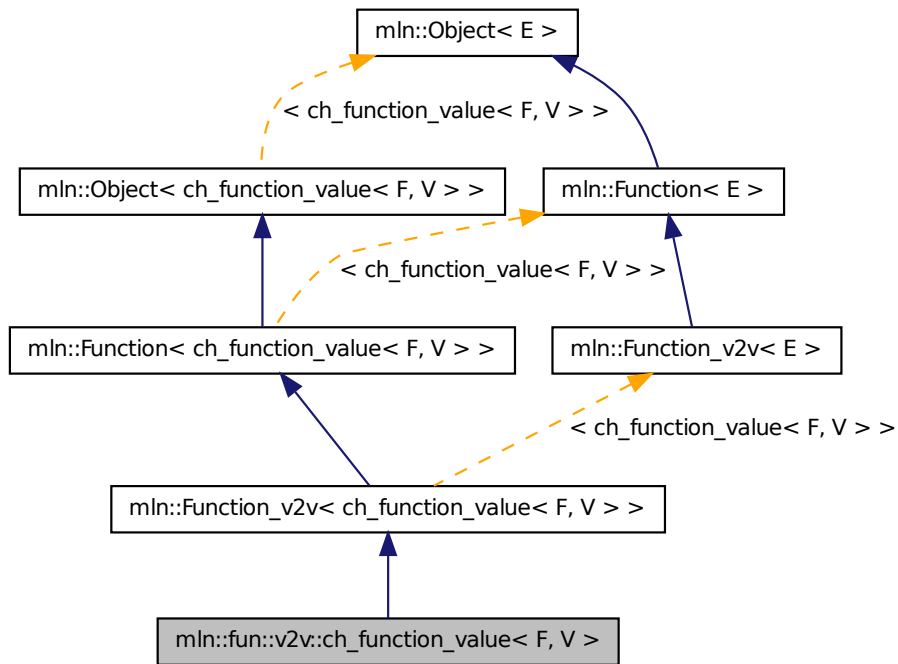 mln::Object< E >
< ch_function_value< F, V > >
mln::Object< ch_function_value< F, V > >
mln::Function< E >
< ch_function_value< F, V > >
mln::Function< ch_function_value< F, V > >
mln::Function_v2v< E >
< ch_function_value< F, V > >
mln::Function_v2v< ch_function_value< F, V > >
mln::fun::v2v::ch_function_value< F, V >